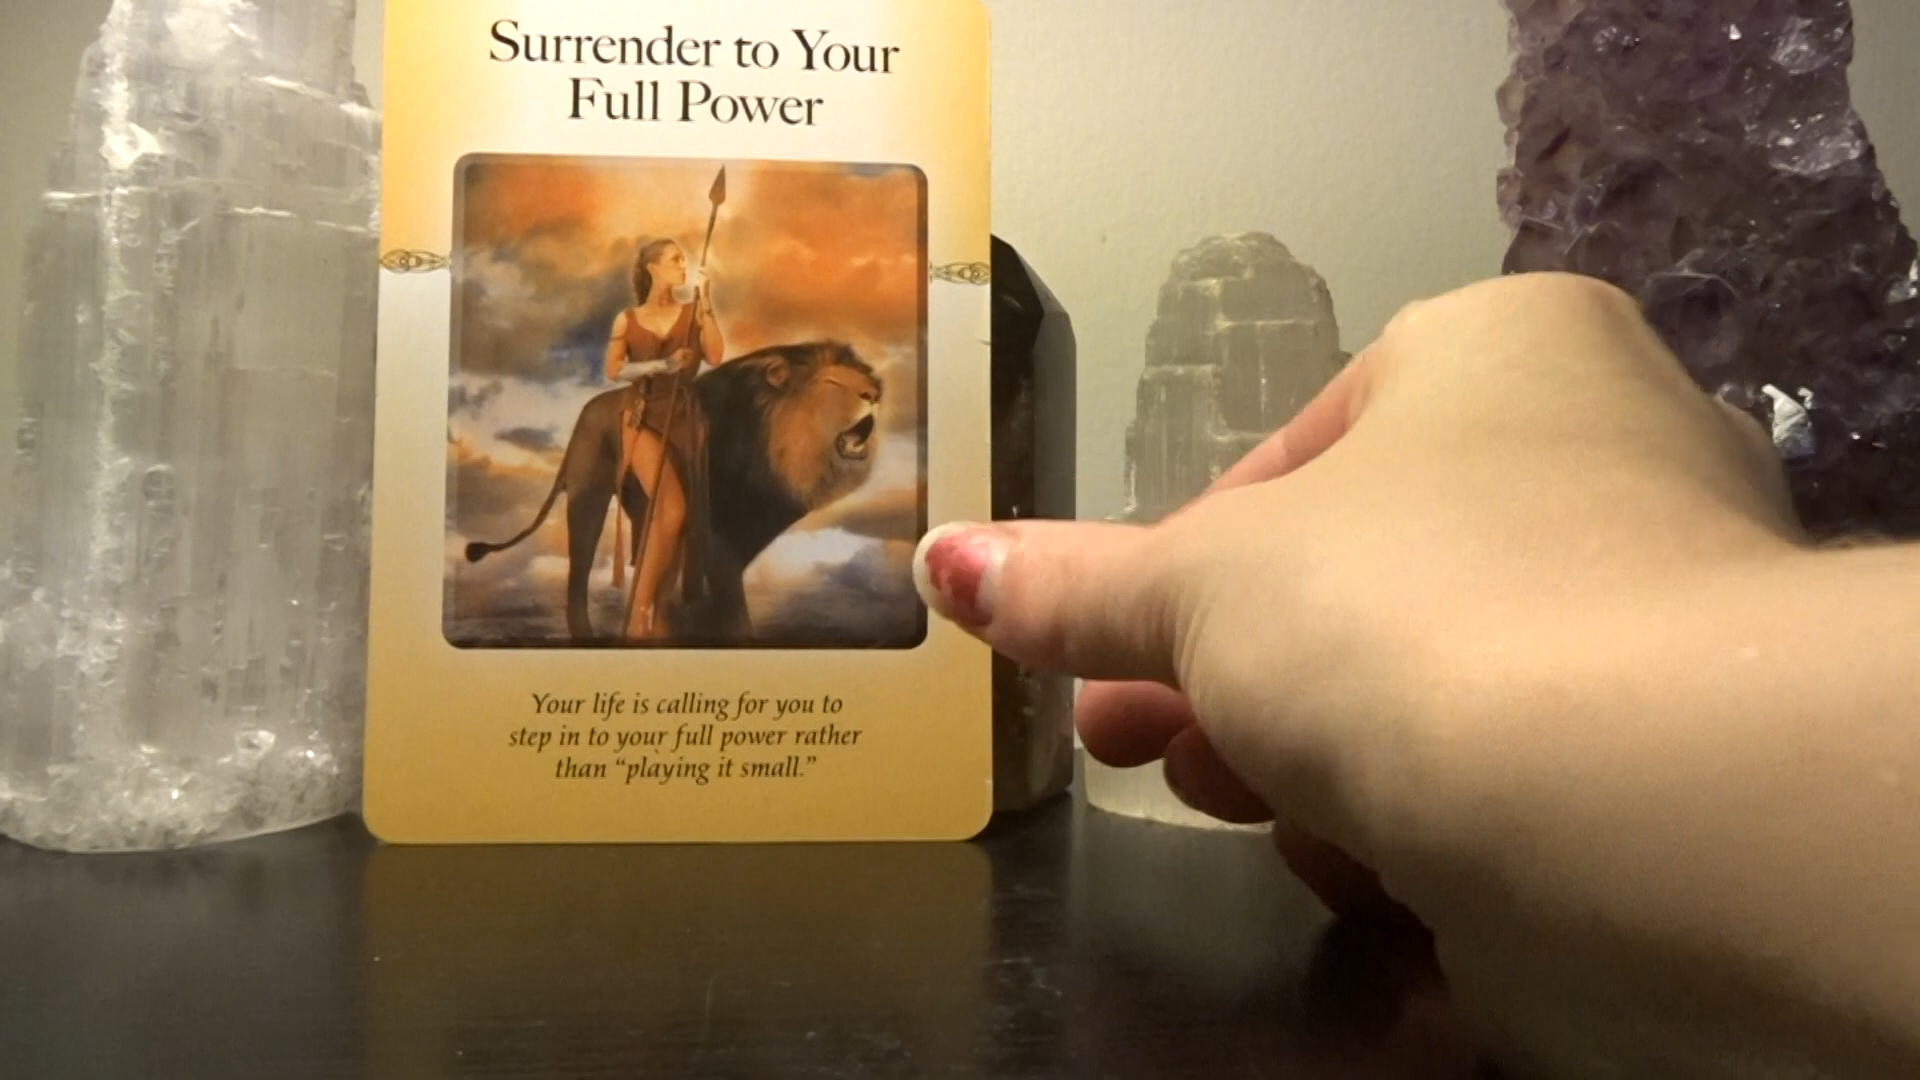 Surrender to Your
Full Power
Your life is calling for you to
step in to your full power rather
than “playing it small.”